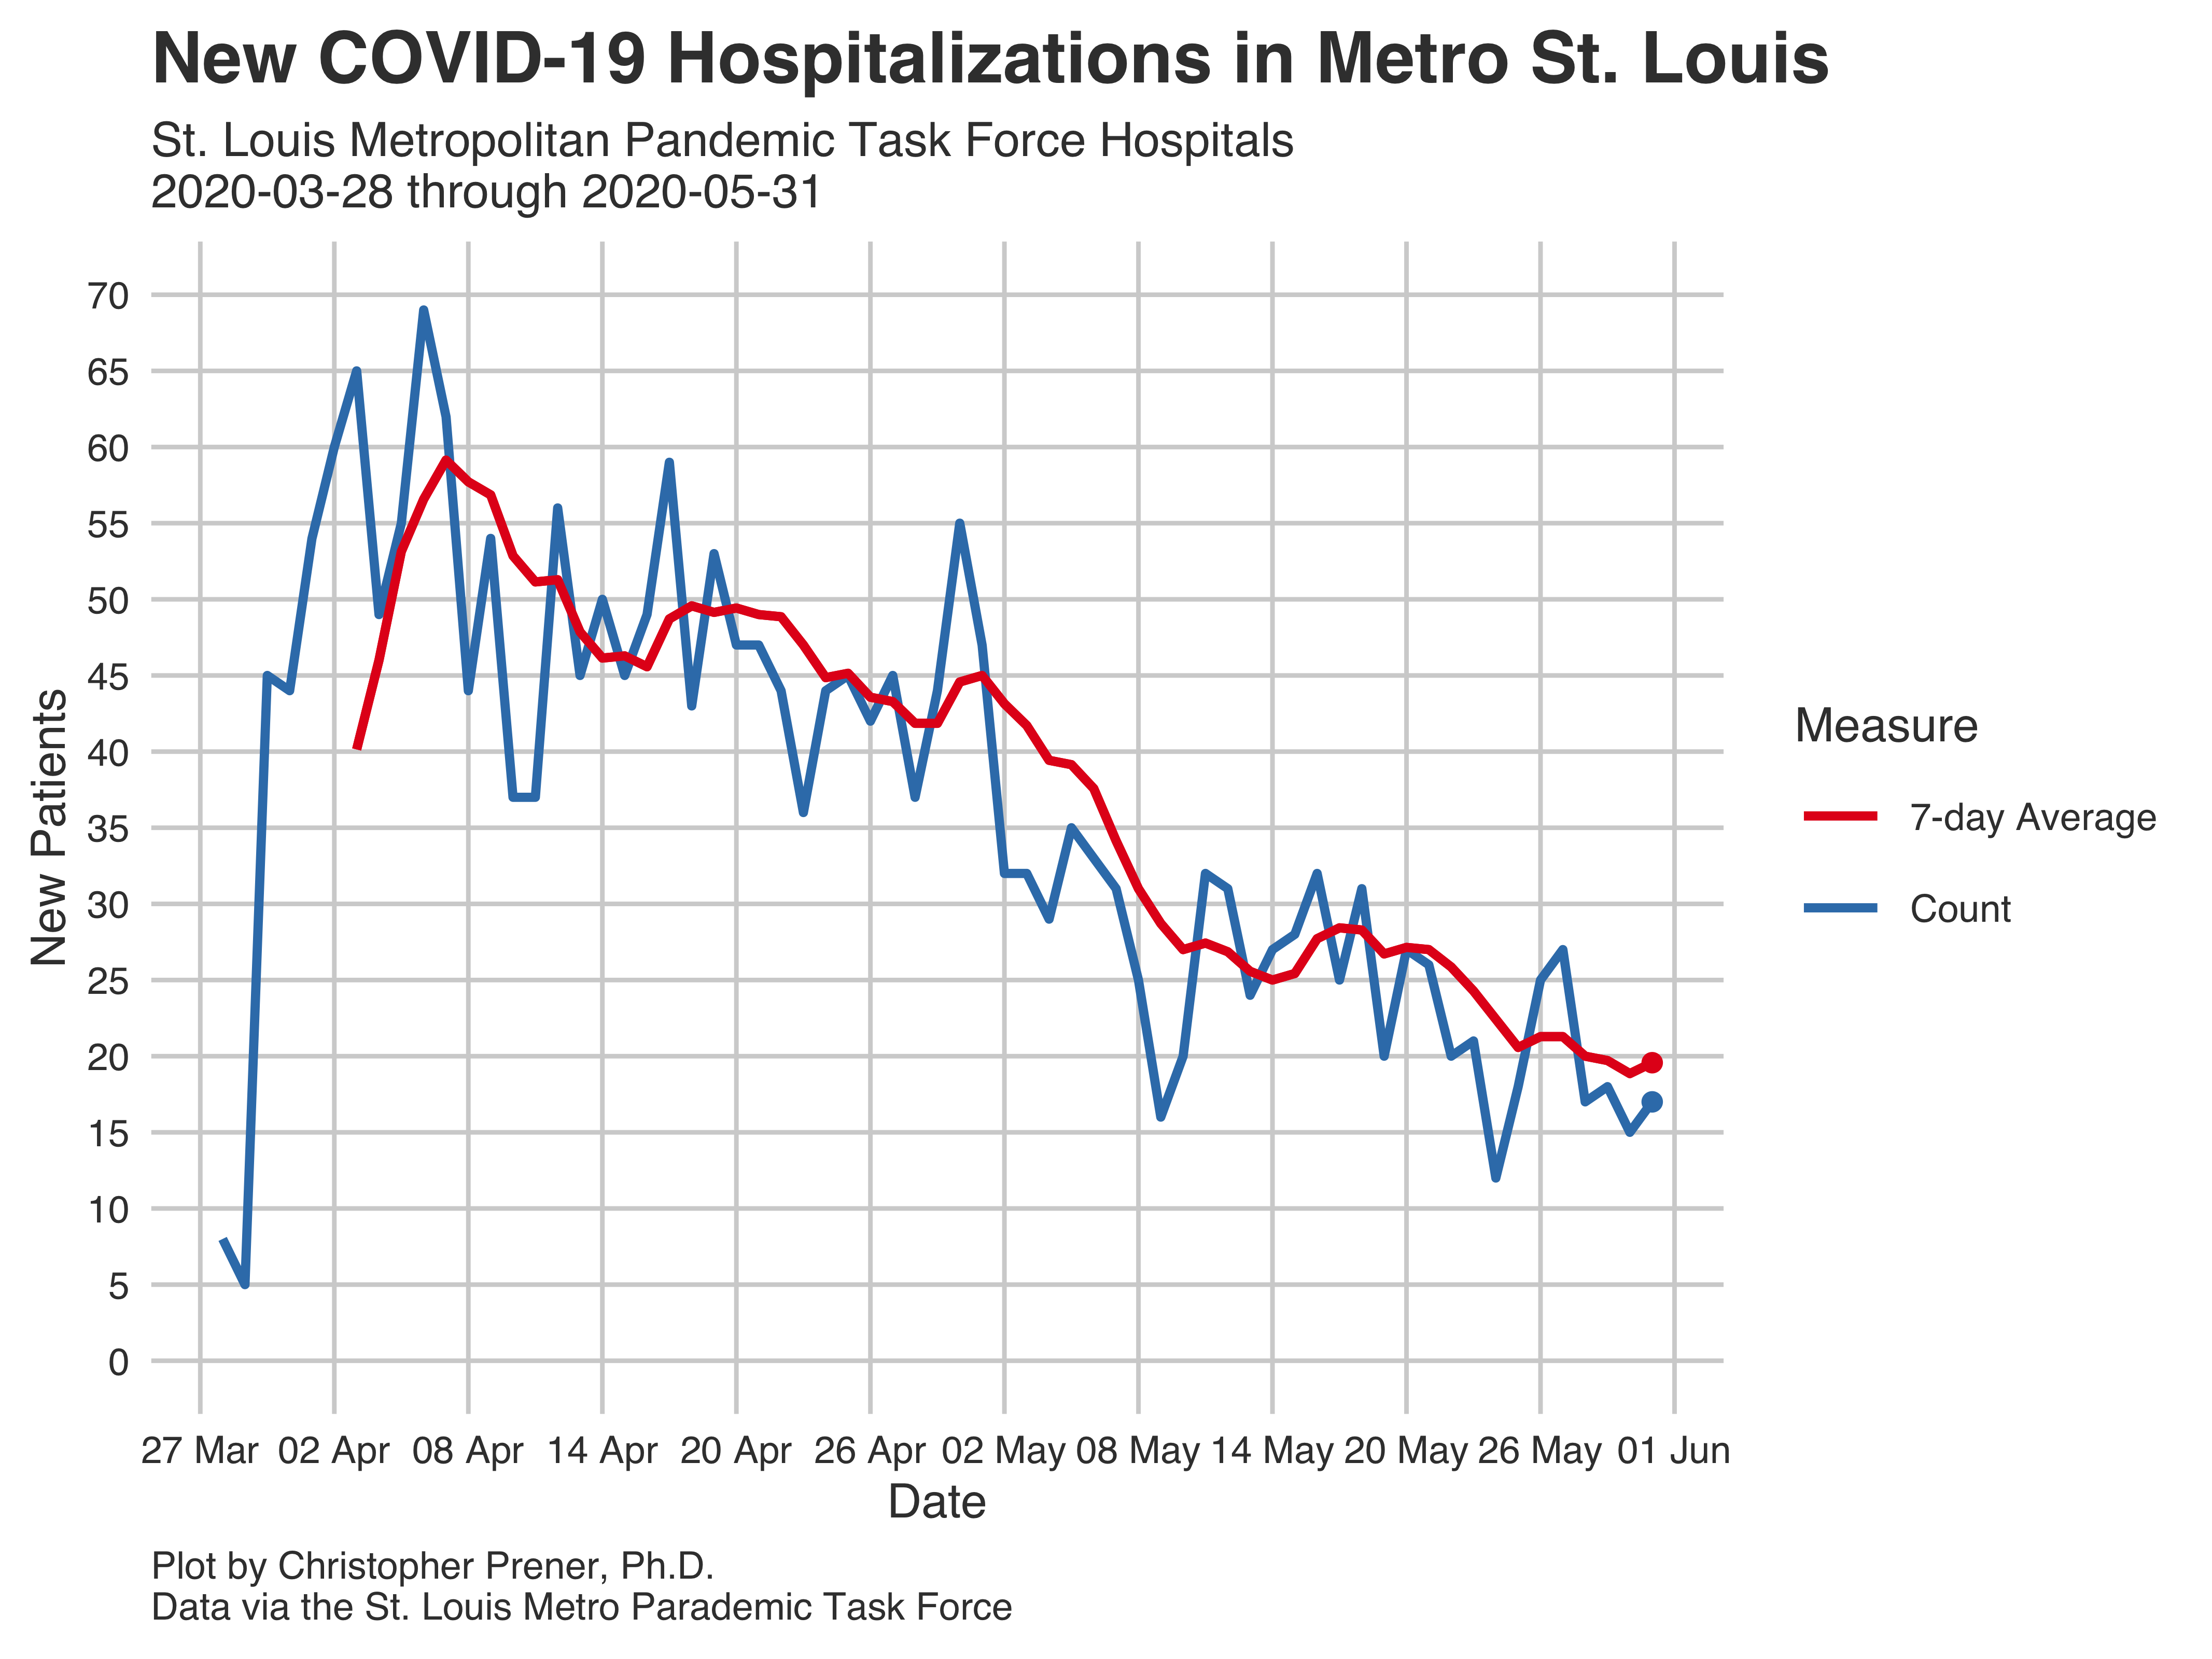 New COVID-19 Hospitalizations in Metro St. Louis
St. Louis Metropolitan Pandemic Task Force Hospitals
2020-03-28 through 2020-05-31
70
65
60
55
50
45
40
35
30
25
20
15
10
5
0
New Patients
27 Mar 02 Apr 08 Apr 14 Apr 20 Apr 26 Apr 02 May 08 May 14 May 20 May 26 May 01 Jun
Date
Measure
7-day Average
Count
Plot by Christopher Prener, Ph.D.
Data via the St. Louis Metro Parademic Task Force